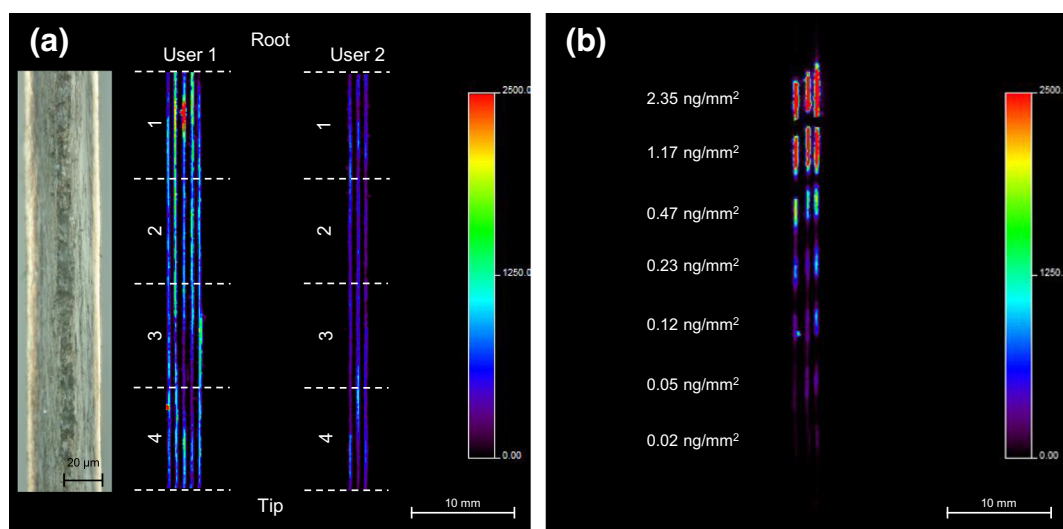 (a)
Root
User 1
User 2
2500.0
1
1
2
2
1250.0
3
3
4
4
0.00
20 µm
Tip
10 mm
(b)
2500.
2.35 ng/mm²
1.17 ng/mm²
0.47 ng/mm²
0.23 ng/mm²
1250.
0.12 ng/mm²
0.05 ng/mm²
0.02 ng/mm²
0.00
10 mm